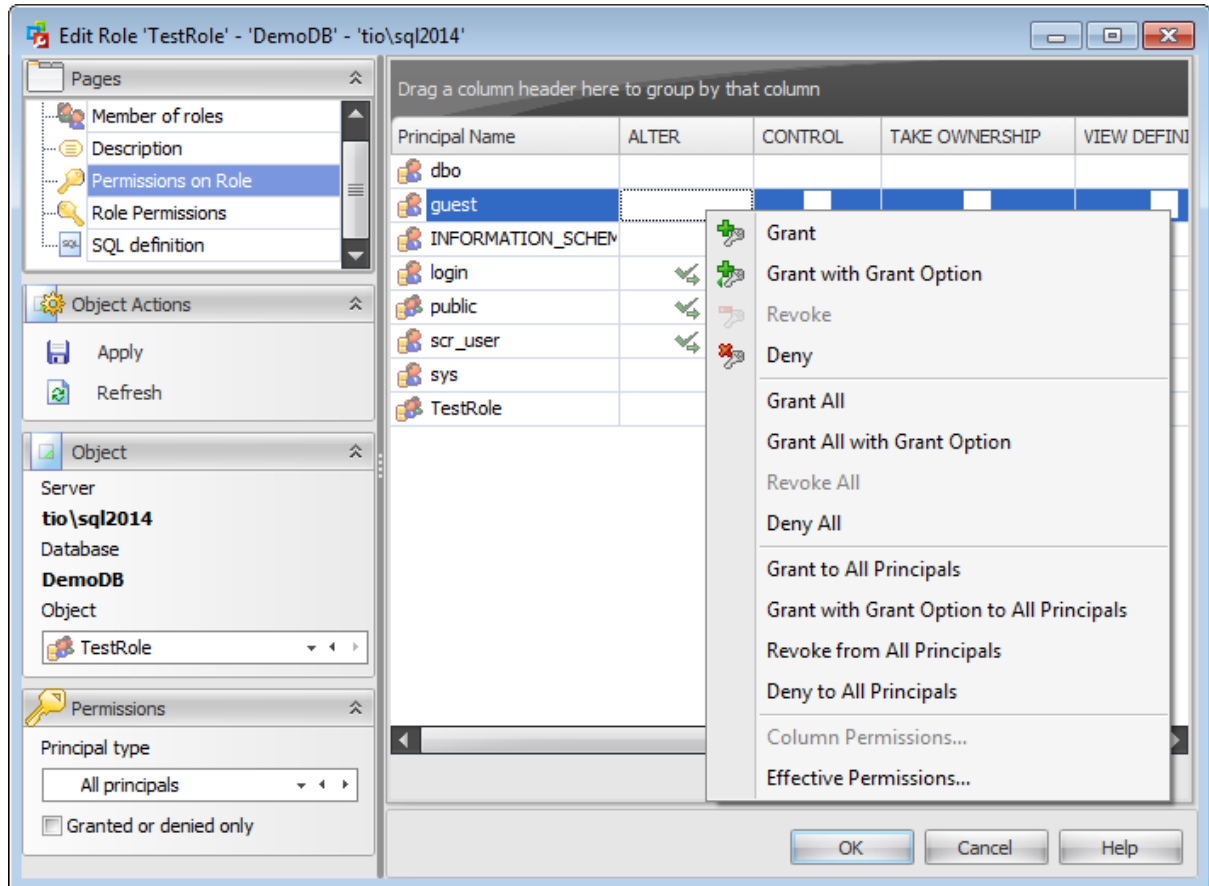 Edit Role 'TestRole' - 'DemoDB' - 'tio\sql2014'
Pages
Member of roles
Description
Permissions on Role
Role Permissions
SQL SQL definition
Object Actions
Apply
Refresh
Object
Server
tio\sql2014
Database
DemoDB
Object
TestRole
Permissions
Principal type
All principals
Granted or denied only
Drag a column header here to group by that column
Principal Name ALTER CONTROL TAKE OWNERSHIP VIEW DEFINI
dbo
guest
INFORMATION_SCHEM
login
public
scr_user
sys
TestRole
Grant
Grant with Grant Option
Revoke
Deny
Grant All
Grant All with Grant Option
Revoke All
Deny All
Grant to All Principals
Grant with Grant Option to All Principals
Revoke from All Principals
Deny to All Principals
Column Permissions...
Effective Permissions...
OK Cancel Help